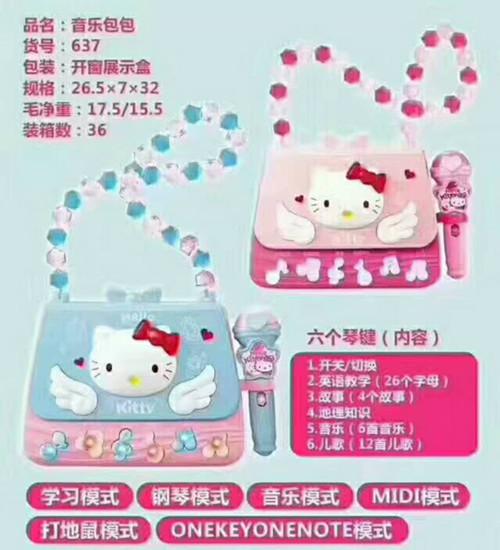 品名：音乐包包
货号：637
包装：开窗展示盒
规格：26.5×7×32
毛净重：17.5/15.5
装箱数：36
Hello
Kitty
六个琴键（内容）
1.开关/切换
2.英语教学（26个字母）
3.故事（4个故事）
4.地理知识
5.音乐（6首音乐）
6.儿歌（12首儿歌）
学习模式 钢琴模式 音乐模式 MIDI模式
打地鼠模式 ONEKEYONENOTE模式